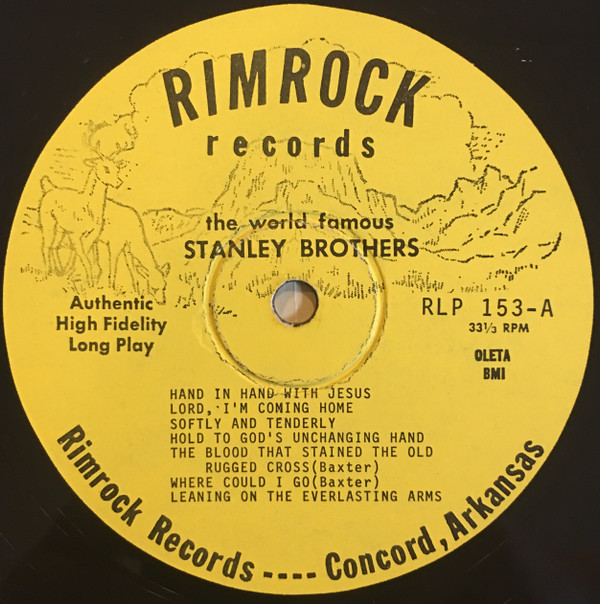 RIMROCK
records
the world famous
STANLEY BROTHERS
Authentic
High Fidelity
Long Play
RLP 153-A
33⅓ RPM
OLETA
BMI
HAND IN HAND WITH JESUS
LORD, I'M COMING HOME
SOFTLY AND TENDERLY
HOLD TO GOD'S UNCHANGING HAND
THE BLOOD THAT STAINED THE OLD
RUGGED CROSS(Baxter)
WHERE COULD I GO(Baxter)
LEANING ON THE EVERLASTING ARMS
Rimrock Records ---- Concord, Arkansas